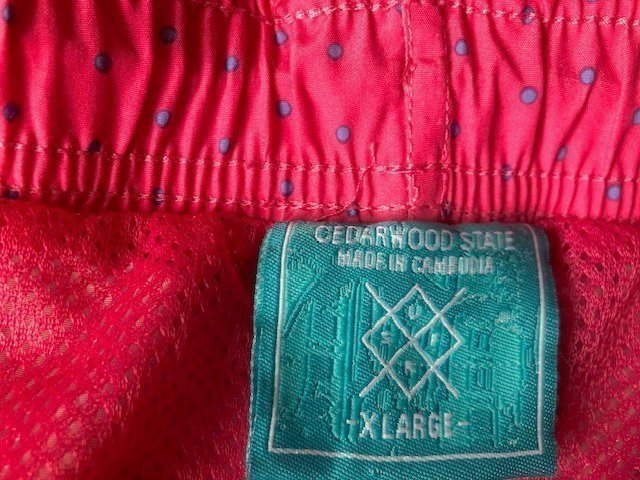 CEDARWOOD STATE
MADE IN CAMBODIA
U
S R
F
- X LARGE -